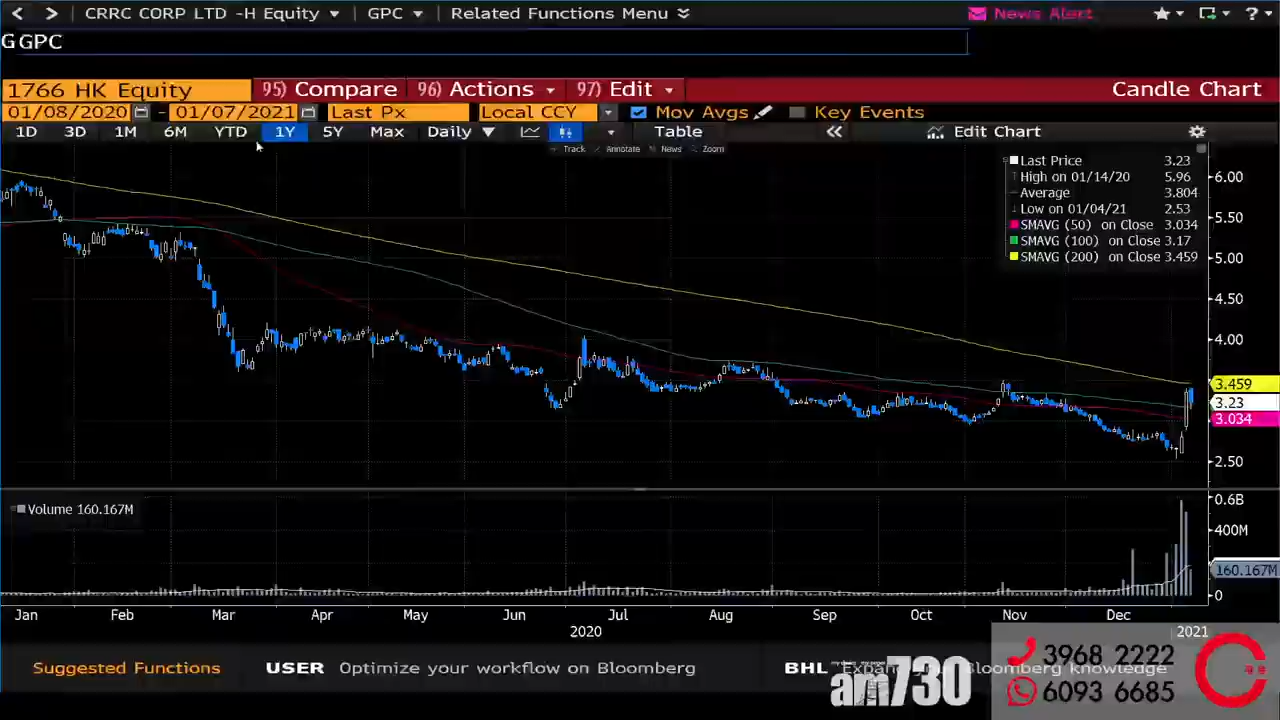 CRRC CORP LTD -H Equity GPC Related Functions Menu News Alert
GGPC
1766 HK Equity 95) Compare 96) Actions 97) Edit Candle Chart
01/08/2020 - 01/07/2021 Last Px Local CCY Mov Avgs Key Events
1D 3D 1M 6M YTD 1Y 5Y Max Daily Table Edit Chart
Track Annotate News Zoom
Last Price 3.23
High on 01/14/20 5.96
Average 3.804
Low on 01/04/21 2.53
SMAVG (50) on Close 3.034
SMAVG (100) on Close 3.17
SMAVG (200) on Close 3.459
6.00
5.50
5.00
4.50
4.00
3.459
3.23
3.034
2.50
Volume 160.167M
0.6B
400M
160.167M
0
Jan Feb Mar Apr May Jun Jul Aug Sep Oct Nov Dec
2020 2021
Suggested Functions USER Optimize your workflow on Bloomberg BHL Bloomberg knowledge
am730
3968 2222
6093 6685